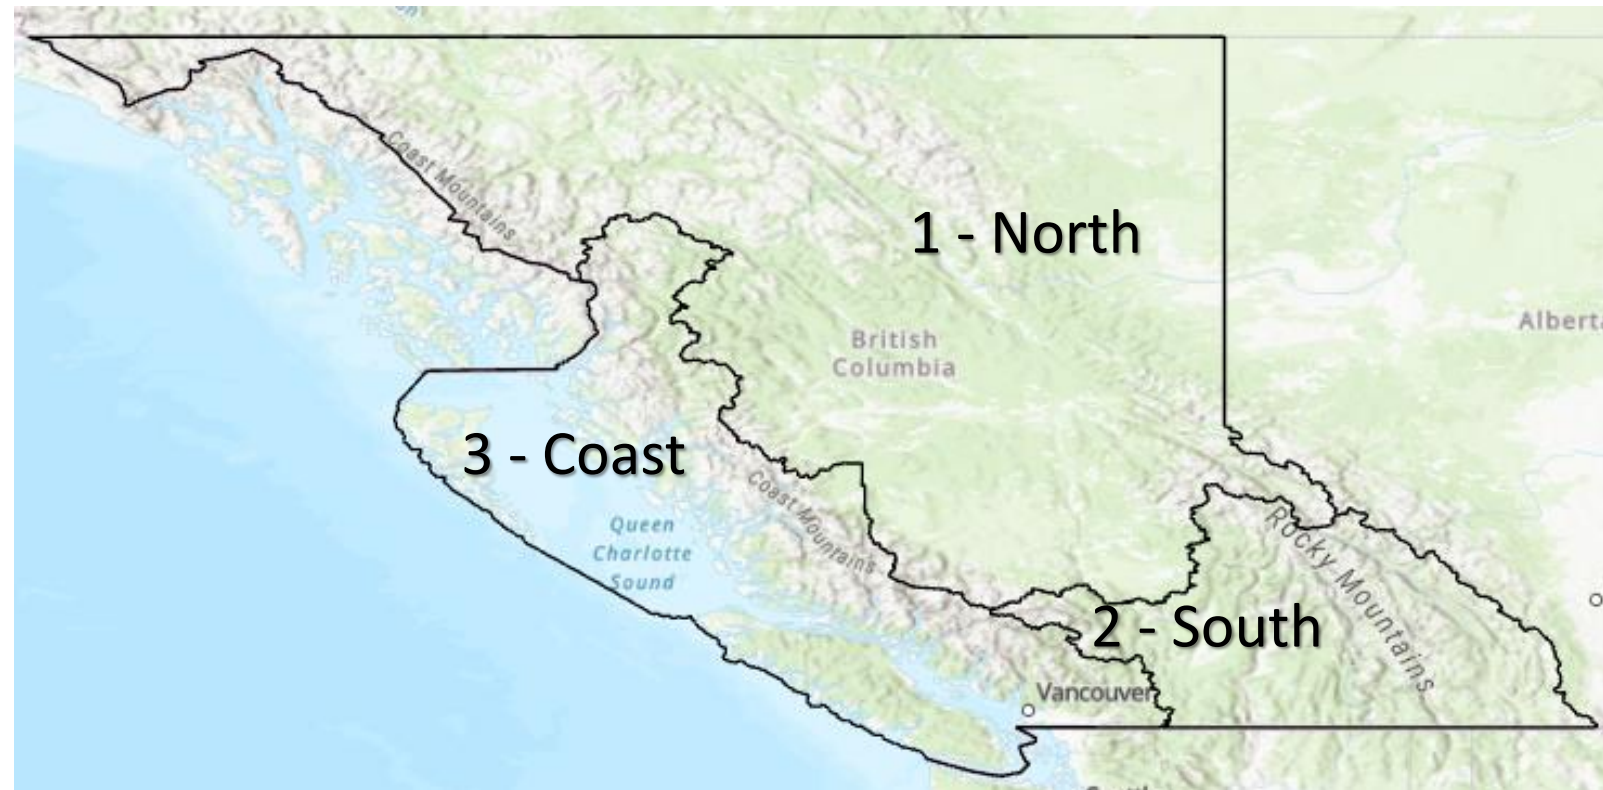 Coast Mountains
1 - North
British
Columbia
Alberta
3 - Coast
Coast Mountains
Queen
Charlotte
Sound
Rocky Mountains
2 - South
Vancouver